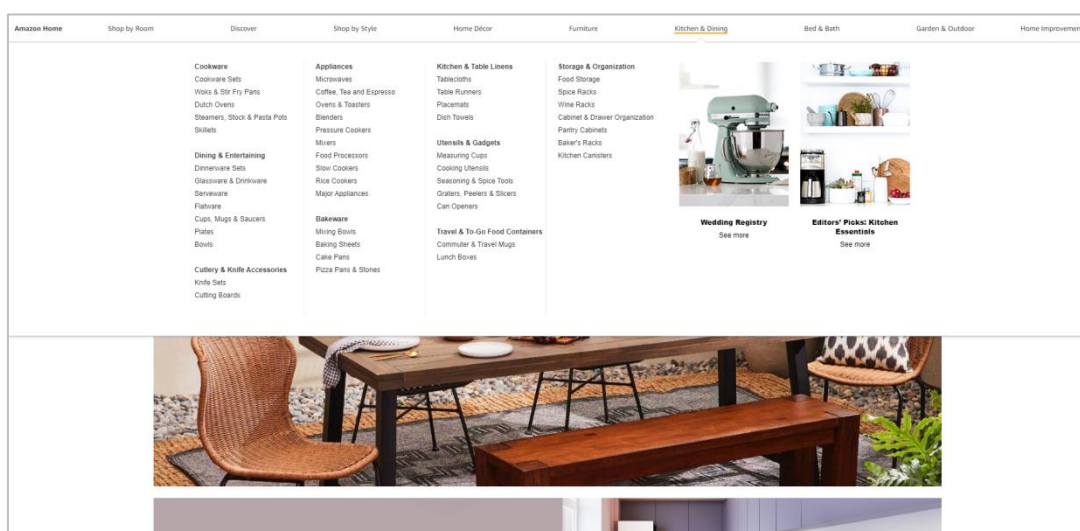 Amazon Home
Shop by Room
Discover
Shop by Style
Home Décor
Furniture
Kitchen & Dining
Bed & Bath
Garden & Outdoor
Home Improvemen
Cookware
Cookware Sets
Woks & Stir Fry Pans
Dutch Ovens
Steamers, Stock & Pasta Pots
Skillets
Dining & Entertaining
Dinnerware Sets
Glassware & Drinkware
Serveware
Flatware
Cups, Mugs & Saucers
Plates
Bowls
Cutlery & Knife Accessories
Knife Sets
Cutting Boards
Appliances
Microwaves
Coffee, Tea and Espresso
Ovens & Toasters
Blenders
Pressure Cookers
Mixers
Food Processors
Slow Cookers
Rice Cookers
Major Appliances
Bakeware
Mixing Bowls
Baking Sheets
Cake Pans
Pizza Pans & Stones
Kitchen & Table Linens
Tablecloths
Table Runners
Placemats
Dish Towels
Utensils & Gadgets
Measuring Cups
Cooking Utensils
Seasoning & Spice Tools
Graters, Peelers & Slicers
Can Openers
Travel & To-Go Food Containers
Commuter & Travel Mugs
Lunch Boxes
Storage & Organization
Food Storage
Spice Racks
Wine Racks
Cabinet & Drawer Organization
Pantry Cabinets
Baker's Racks
Kitchen Canisters
Wedding Registry
See more
Editors' Picks: Kitchen
Essentials
See more